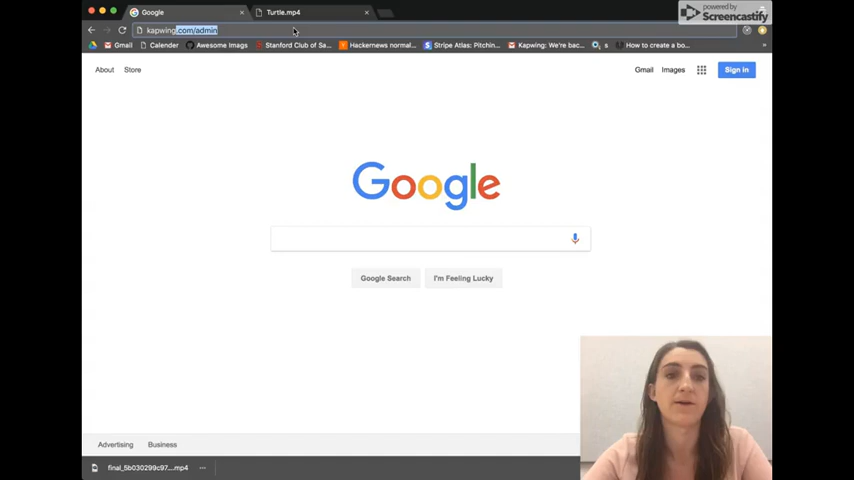 powered by
Screencastify
Google
Turtle.mp4
kapwing.com/admin
Gmail
Calendar
Awesome Imags
Stanford Club of Sa...
Hackernews normal...
Stripe Atlas: Pitchin...
Kapwing: We're bac...
s
How to create a bo...
»
About
Store
Gmail
Images
Sign in
Google
Google Search
I'm Feeling Lucky
Advertising
Business
final_5b030299c97....mp4